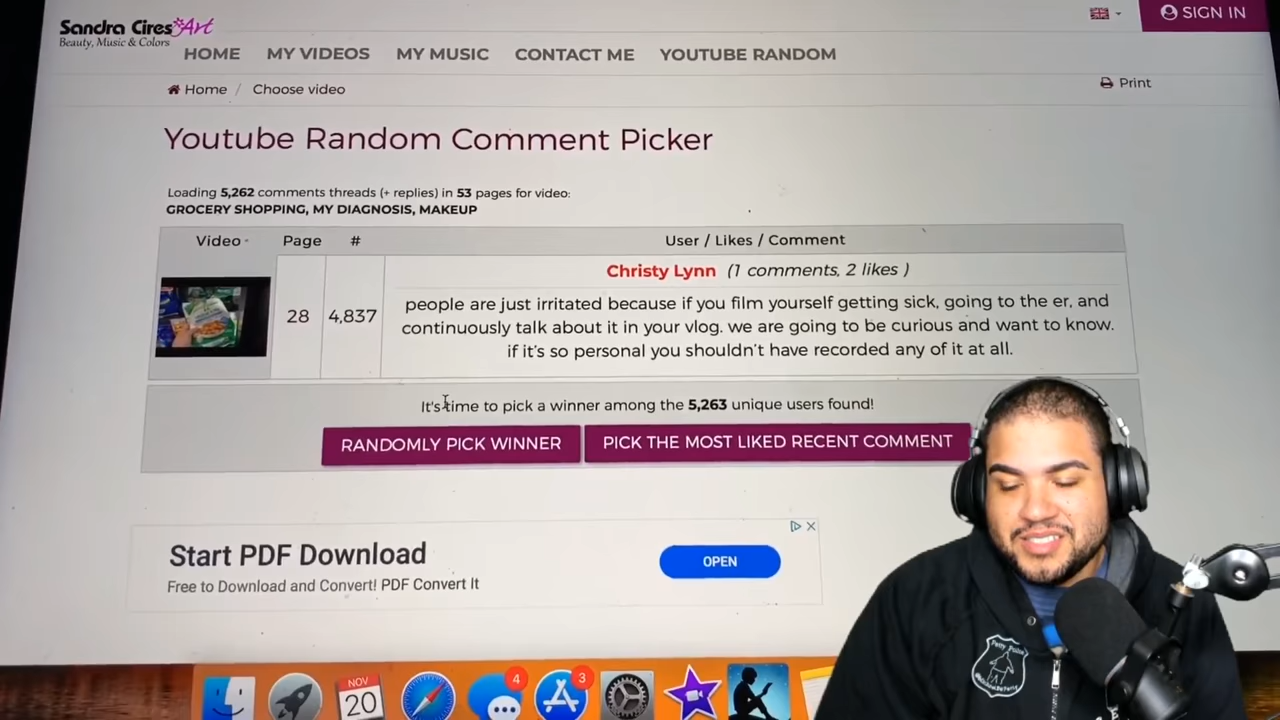 Sandra Cires Art
Beauty, Music & Colors
SIGN IN
HOME MY VIDEOS MY MUSIC CONTACT ME YOUTUBE RANDOM
Home / Choose video
Print
Youtube Random Comment Picker
Loading 5,262 comments threads (+ replies) in 53 pages for video:
GROCERY SHOPPING, MY DIAGNOSIS, MAKEUP
Video Page # User / Likes / Comment
Christy Lynn (1 comments, 2 likes )
28 4,837
people are just irritated because if you film yourself getting sick, going to the er, and
continuously talk about it in your vlog. we are going to be curious and want to know.
if it's so personal you shouldn't have recorded any of it at all.
It's time to pick a winner among the 5,263 unique users found!
RANDOMLY PICK WINNER
PICK THE MOST LIKED RECENT COMMENT
Start PDF Download
Free to Download and Convert! PDF Convert It
OPEN
NOV
20
4
3
Petty Police